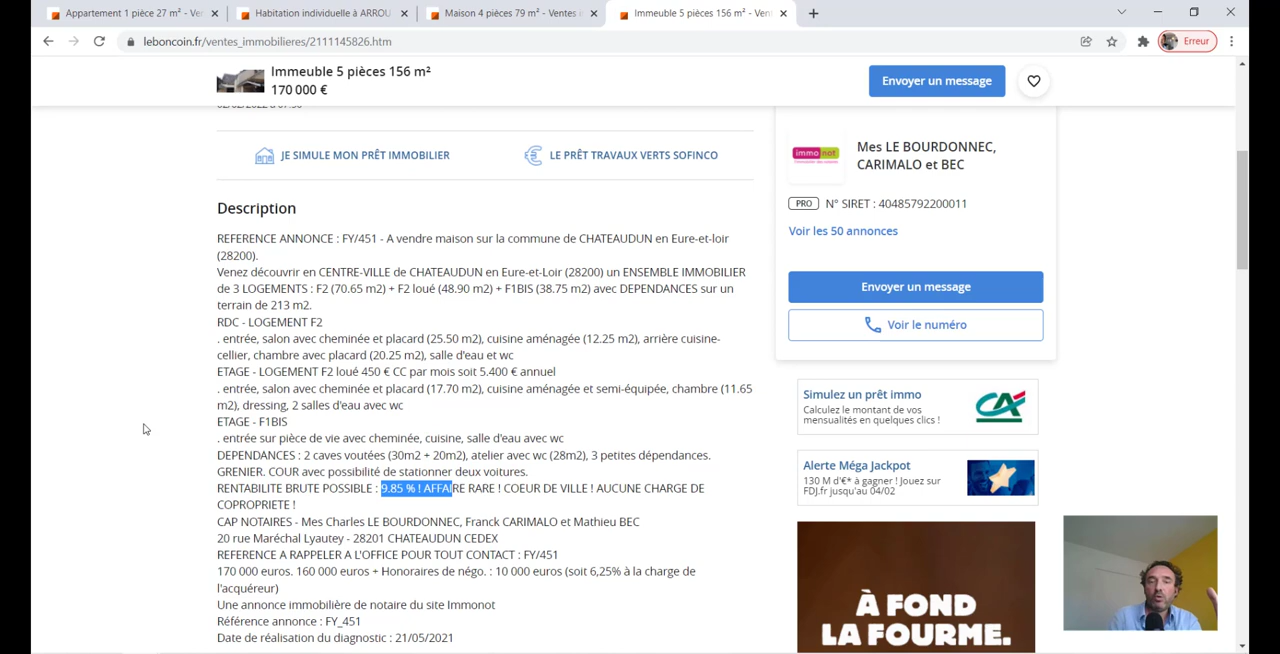 Appartement 1 pièce 27 m² - Ve
Habitation individuelle à ARROU
Maison 4 pièces 79 m² - Ventes i
Immeuble 5 pièces 156 m² - Ven
leboncoin.fr/ventes_immobilieres/2111145826.htm
Erreur
Immeuble 5 pièces 156 m²
170 000 €
Envoyer un message
JE SIMULE MON PRÊT IMMOBILIER
LE PRÊT TRAVAUX VERTS SOFINCO
Description
REFERENCE ANNONCE : FY/451 - A vendre maison sur la commune de CHATEAUDUN en Eure-et-loir
(28200).
Venez découvrir en CENTRE-VILLE de CHATEAUDUN en Eure-et-Loir (28200) un ENSEMBLE IMMOBILIER
de 3 LOGEMENTS : F2 (70.65 m2) + F2 loué (48.90 m2) + F1BIS (38.75 m2) avec DEPENDANCES sur un
terrain de 213 m2.
RDC - LOGEMENT F2
. entrée, salon avec cheminée et placard (25.50 m2), cuisine aménagée (12.25 m2), arrière cuisine-
cellier, chambre avec placard (20.25 m2), salle d'eau et wc
ETAGE - LOGEMENT F2 loué 450 € CC par mois soit 5.400 € annuel
. entrée, salon avec cheminée et placard (17.70 m2), cuisine aménagée et semi-équipée, chambre (11.65
m2), dressing, 2 salles d'eau avec wc
ETAGE - F1BIS
. entrée sur pièce de vie avec cheminée, cuisine, salle d'eau avec wc
DEPENDANCES : 2 caves voutées (30m2 + 20m2), atelier avec wc (28m2), 3 petites dépendances.
GRENIER. COUR avec possibilité de stationner deux voitures.
RENTABILITE BRUTE POSSIBLE : 9.85 % ! AFFAIRE RARE ! COEUR DE VILLE ! AUCUNE CHARGE DE
COPROPRIETE !
CAP NOTAIRES - Mes Charles LE BOURDONNEC, Franck CARIMALO et Mathieu BEC
20 rue Maréchal Lyautey - 28201 CHATEAUDUN CEDEX
REFERENCE A RAPPELER A L'OFFICE POUR TOUT CONTACT : FY/451
170 000 euros. 160 000 euros + Honoraires de négo. : 10 000 euros (soit 6,25% à la charge de
l'acquéreur)
Une annonce immobilière de notaire du site Immonot
Référence annonce : FY_451
Date de réalisation du diagnostic : 21/05/2021
immonot
Mes LE BOURDONNEC,
CARIMALO et BEC
PRO N° SIRET : 40485792200011
Voir les 50 annonces
Envoyer un message
Voir le numéro
Simulez un prêt immo
Calculez le montant de vos
mensualités en quelques clics !
CA
Alerte Méga Jackpot
130 M d'€* à gagner ! Jouez sur
FDJ.fr jusqu'au 04/02
À FOND
LA FOURME.